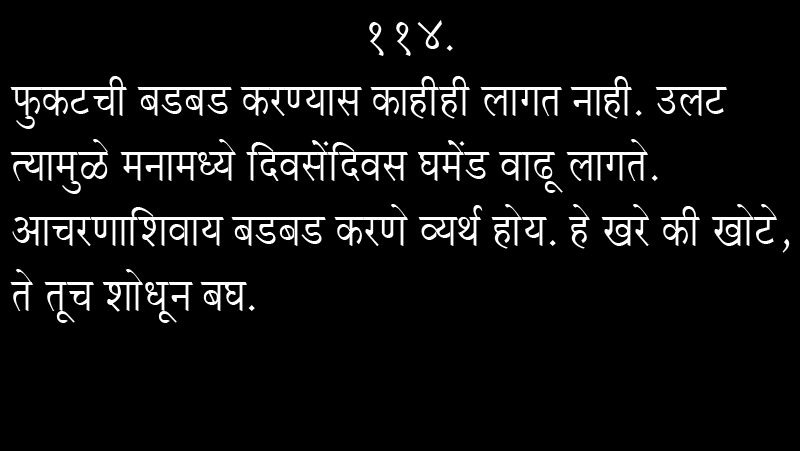 ११४.
फुकटची बडबड करण्यास काहीही लागत नाही. उलट
त्यामुळे मनामध्ये दिवसेंदिवस घमेंड वाढू लागते.
आचरणाशिवाय बडबड करणे व्यर्थ होय. हे खरे की खोटे,
ते तूच शोधून बघ.